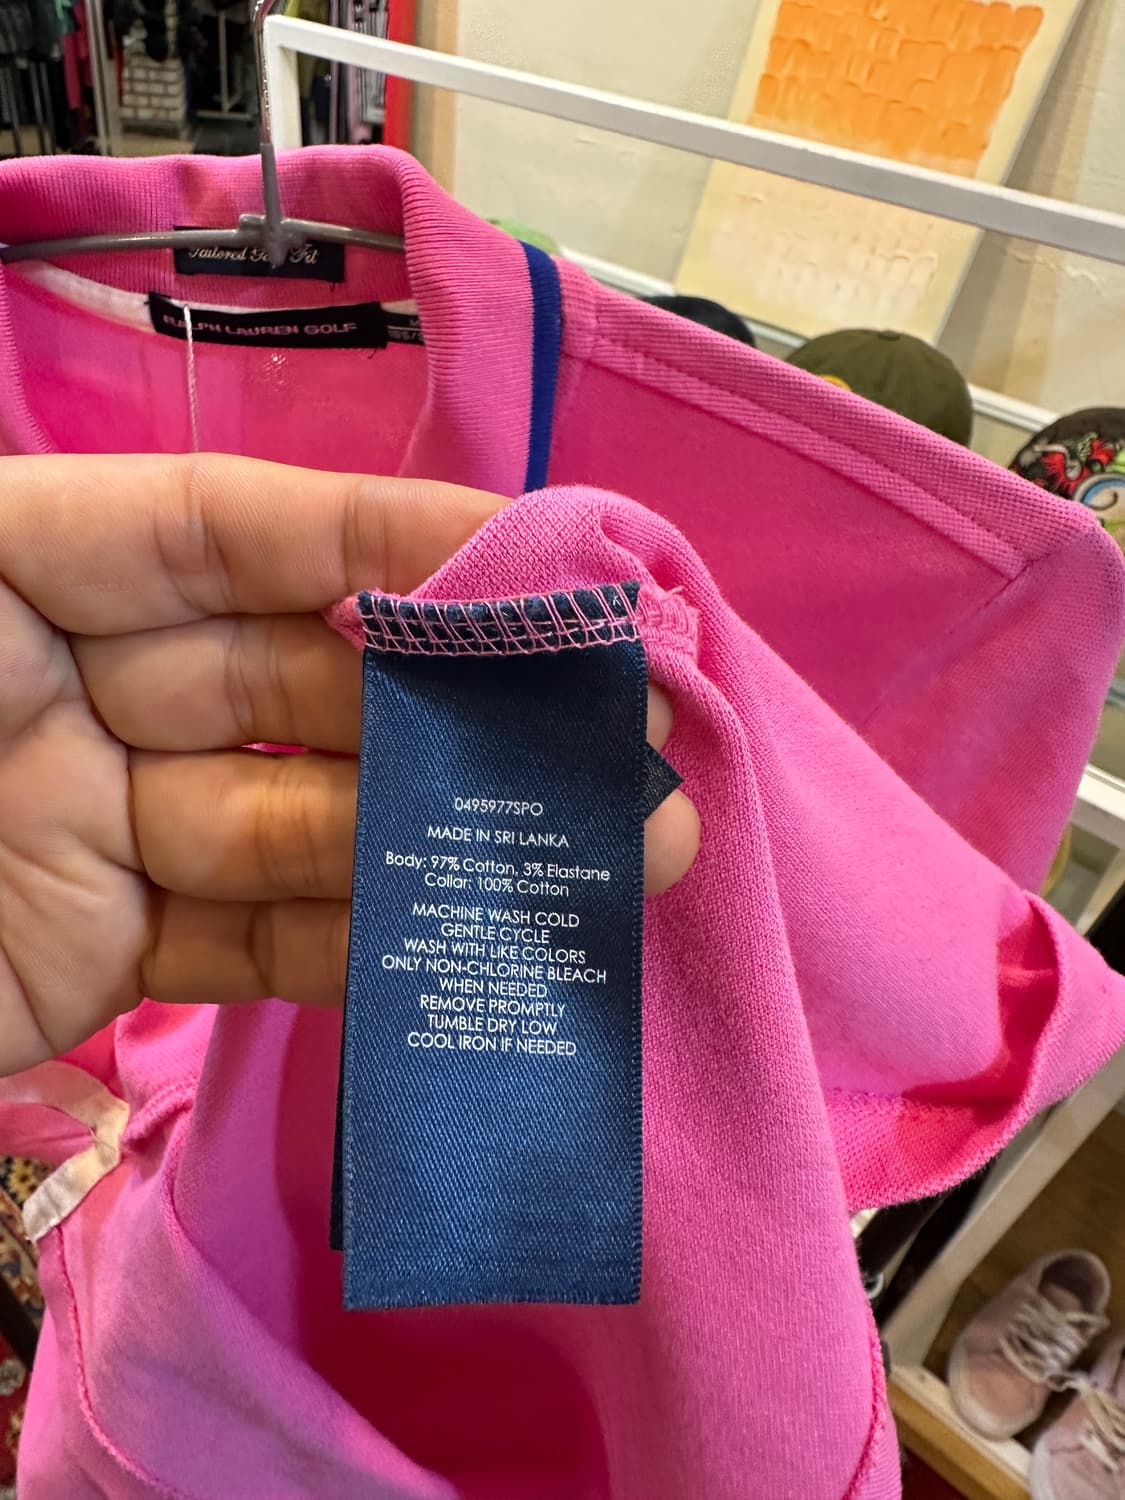 Tailored Golf Fit
RALPH LAUREN GOLF
0495977SPO
MADE IN SRI LANKA
Body: 97% Cotton, 3% Elastane
Collar: 100% Cotton
MACHINE WASH COLD
GENTLE CYCLE
WASH WITH LIKE COLORS
ONLY NON-CHLORINE BLEACH
WHEN NEEDED
REMOVE PROMPTLY
TUMBLE DRY LOW
COOL IRON IF NEEDED